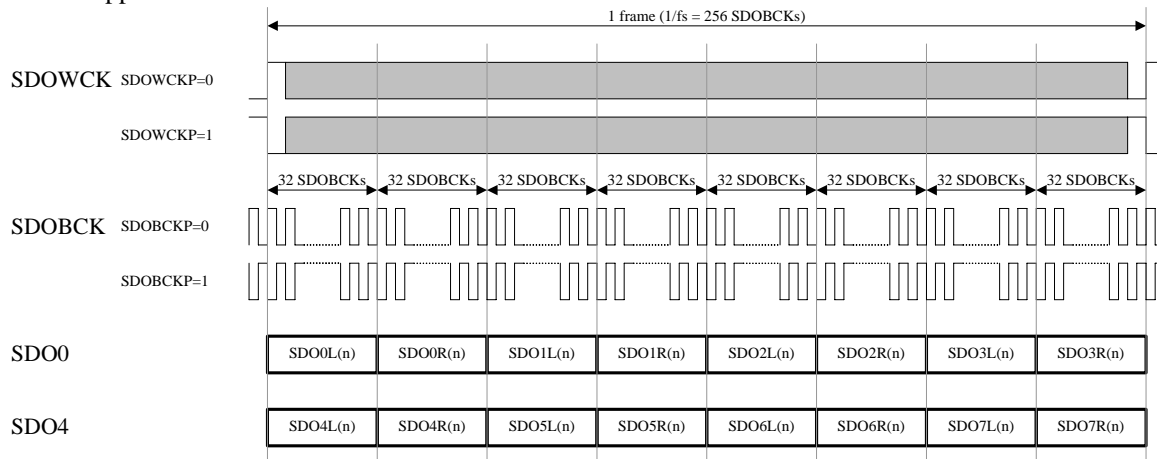 1 frame (1/fs = 256 SDOBCKs)
SDOWCK SDOWCKP=0
SDOWCKP=1
32 SDOBCKs 32 SDOBCKs 32 SDOBCKs 32 SDOBCKs 32 SDOBCKs 32 SDOBCKs 32 SDOBCKs 32 SDOBCKs
SDOBCK SDOBCKP=0
SDOBCKP=1
SDO0 SDO0L(n) SDO0R(n) SDO1L(n) SDO1R(n) SDO2L(n) SDO2R(n) SDO3L(n) SDO3R(n)
SDO4 SDO4L(n) SDO4R(n) SDO5L(n) SDO5R(n) SDO6L(n) SDO6R(n) SDO7L(n) SDO7R(n)